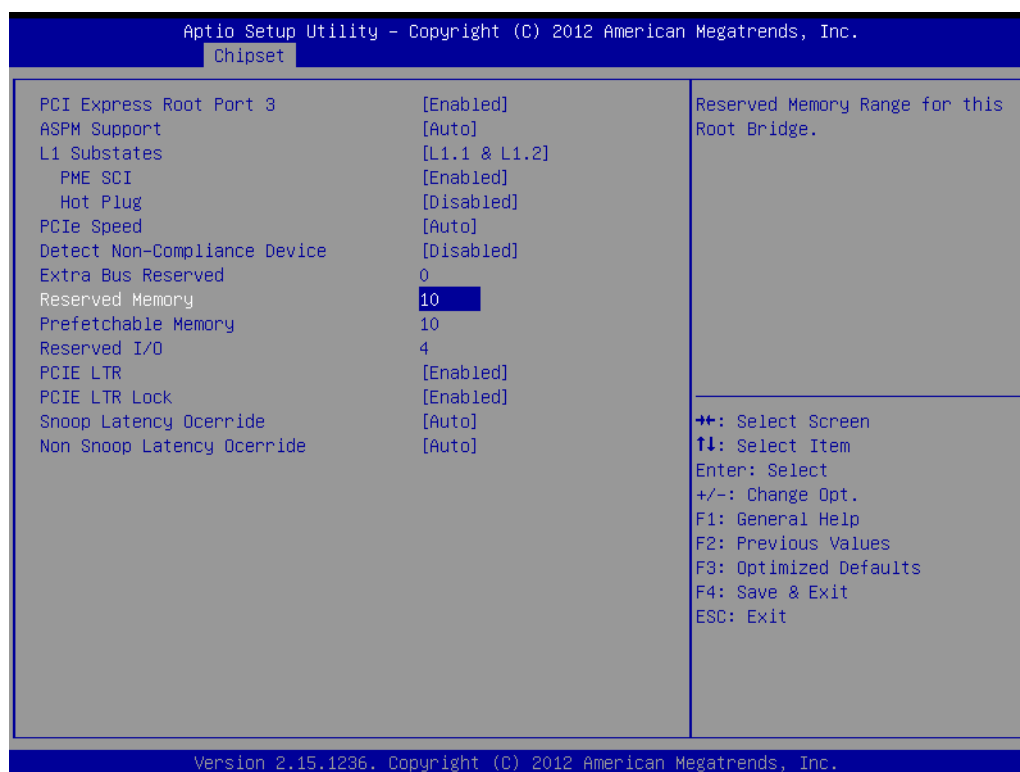 Aptio Setup Utility – Copyright (C) 2012 American Megatrends, Inc.
Chipset
PCI Express Root Port 3 [Enabled]
ASPM Support [Auto]
L1 Substates [L1.1 & L1.2]
PME SCI [Enabled]
Hot Plug [Disabled]
PCIe Speed [Auto]
Detect Non-Compliance Device [Disabled]
Extra Bus Reserved 0
Reserved Memory 10
Prefetchable Memory 10
Reserved I/O 4
PCIE LTR [Enabled]
PCIE LTR Lock [Enabled]
Snoop Latency Ocerride [Auto]
Non Snoop Latency Ocerride [Auto]
Reserved Memory Range for this
Root Bridge.
→←: Select Screen
↑↓: Select Item
Enter: Select
+/-: Change Opt.
F1: General Help
F2: Previous Values
F3: Optimized Defaults
F4: Save & Exit
ESC: Exit
Version 2.15.1236. Copyright (C) 2012 American Megatrends, Inc.